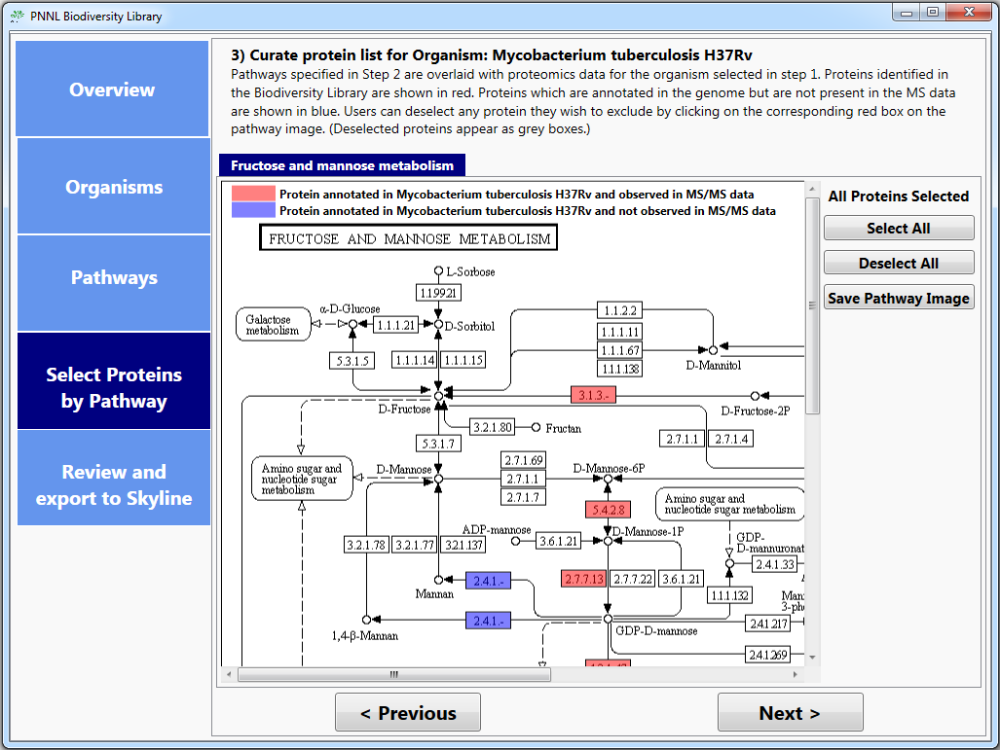 PNNL Biodiversity Library
Overview
Organisms
Pathways
Select Proteins
by Pathway
Review and
export to Skyline
3) Curate protein list for Organism: Mycobacterium tuberculosis H37Rv
Pathways specified in Step 2 are overlaid with proteomics data for the organism selected in step 1. Proteins identified in
the Biodiversity Library are shown in red. Proteins which are annotated in the genome but are not present in the MS data
are shown in blue. Users can deselect any protein they wish to exclude by clicking on the corresponding red box on the
pathway image. (Deselected proteins appear as grey boxes.)
Fructose and mannose metabolism
Protein annotated in Mycobacterium tuberculosis H37Rv and observed in MS/MS data
Protein annotated in Mycobacterium tuberculosis H37Rv and not observed in MS/MS data
FRUCTOSE AND MANNOSE METABOLISM
L-Sorbose
1.1.99.21
α-D-Glucose
Galactose
metabolism
1.1.1.21
D-Sorbitol
1.1.2.2
1.1.1.11
1.1.1.67
1.1.1.138
D-Mannitol
5.3.1.5
1.1.1.14
1.1.1.15
3.1.3.-
D-Fructose
D-Fructose-2P
3.2.1.80
Fructan
2.7.1.1
2.7.1.4
5.3.1.7
Amino sugar and
nucleotide sugar
metabolism
D-Mannose
2.7.1.69
2.7.1.1
2.7.1.7
D-Mannose-6P
5.4.2.8
Amino sugar and
nucleotide sugar metabolism
ADP-mannose
3.6.1.21
D-Mannose-1P
GDP-
D-mannuronat
2.4.1.33
3.2.1.78
3.2.1.77
3.2.1.137
2.7.7.13
2.7.7.22
3.6.1.21
Mannan
2.4.1.-
1.1.1.132
Man
3-ph
2.4.1.-
1,4-β-Mannan
GDP-D-mannose
2.4.1.217
2.4.1.269
All Proteins Selected
Select All
Deselect All
Save Pathway Image
< Previous
Next >